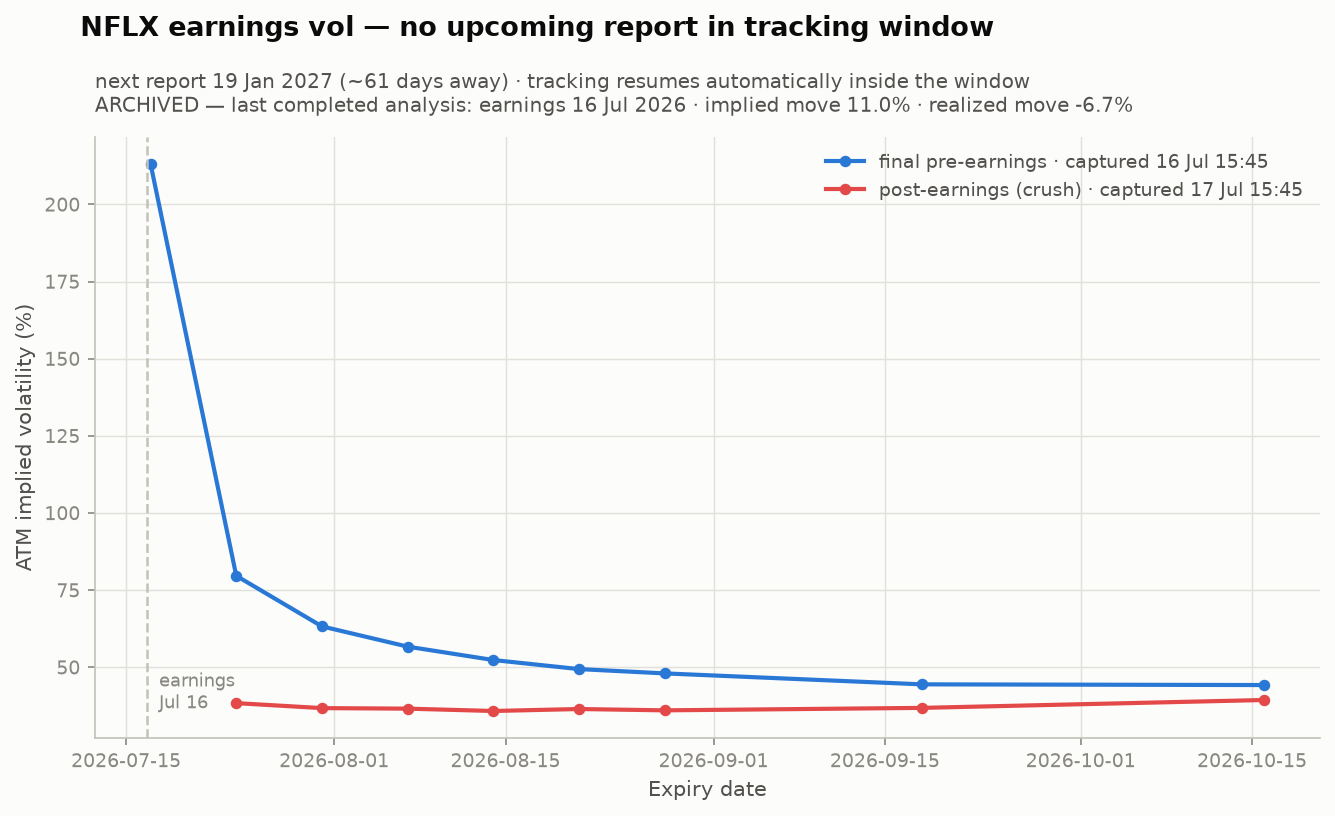 NFLX earnings vol — no upcoming report in tracking window
next report 19 Jan 2027 (~61 days away) · tracking resumes automatically inside the window
ARCHIVED — last completed analysis: earnings 16 Jul 2026 · implied move 11.0% · realized move -6.7%
final pre-earnings · captured 16 Jul 15:45
post-earnings (crush) · captured 17 Jul 15:45
ATM implied volatility (%)
200
175
150
125
100
75
50
earnings
Jul 16
2026-07-15
2026-08-01
2026-08-15
2026-09-01
2026-09-15
2026-10-01
2026-10-15
Expiry date